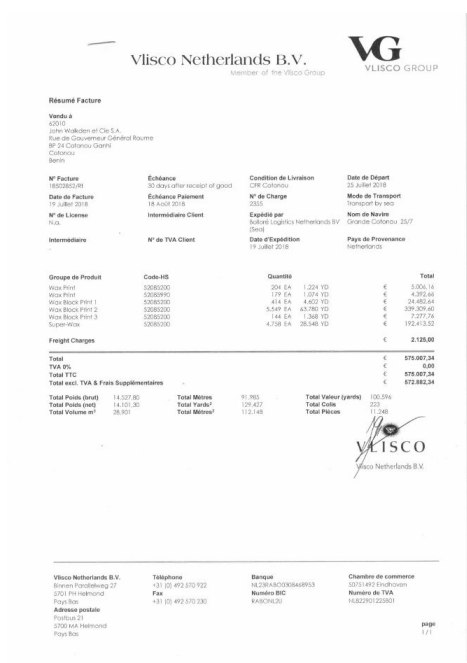 Vlisco Netherlands B.V.
Member of the Vlisco Group
VG
VLISCO GROUP
Résumé Facture
Vendu à
62010
John Walkden et Cie S.A.
Rue de Gouverneur Général Raume
BP 24 Cotonou Ganhi
Cotonou
Benin
N° Facture Échéance Condition de Livraison Date de Départ
18502852/RI 30 days after receipt of good CFR Cotonou 25 Juillet 2018
Date de Facture Échéance Paiement N° de Charge Mode de Transport
19 Juillet 2018 18 Août 2018 2355 Transport by sea
N° de License Intermédiaire Client Expédié par Nom de Navire
N.a. Bolloré Logistics Netherlands BV Grande Cotonou 25/7
(Sea)
Intermédiaire N° de TVA Client Date d'Expédition Pays de Provenance
19 Juillet 2018 Netherlands
Groupe de Produit Code-HS Quantité Total
Wax Print 52085200 204 EA 1.224 YD € 5.006,16
Wax Print 52085990 179 EA 1.074 YD € 4.392,66
Wax Block Print 1 52085200 414 EA 4.602 YD € 24.482,64
Wax Block Print 2 52085200 5.549 EA 63.780 YD € 339.309,60
Wax Block Print 3 52085200 144 EA 1.368 YD € 7.277,76
Super-Wax 52085200 4.758 EA 28.548 YD € 192.413,52
Freight Charges € 2.125,00
Total € 575.007,34
TVA 0% € 0,00
Total TTC € 575.007,34
Total excl. TVA & Frais Supplémentaires € 572.882,34
Total Poids (brut) 14.327,80 Total Mètres 91.985 Total Valeur (yards) 100.596
Total Poids (net) 14.101,30 Total Yards² 129.427 Total Colis 223
Total Volume m³ 28,901 Total Mètres² 112.148 Total Pièces 11.248
VLISCO
Vlisco Netherlands B.V.
Vlisco Netherlands B.V. Téléphone Banque Chambre de commerce
Binnen Parallelweg 27 +31 (0) 492 570 922 NL23RABO0308468953 50751492 Eindhoven
5701 PH Helmond Fax Numéro BIC Numéro de TVA
Pays Bas +31 (0) 492 570 230 RABONL2U NL822901225B01
Adresse postale
Postbus 21
5700 MA Helmond page
Pays Bas 1 / 1